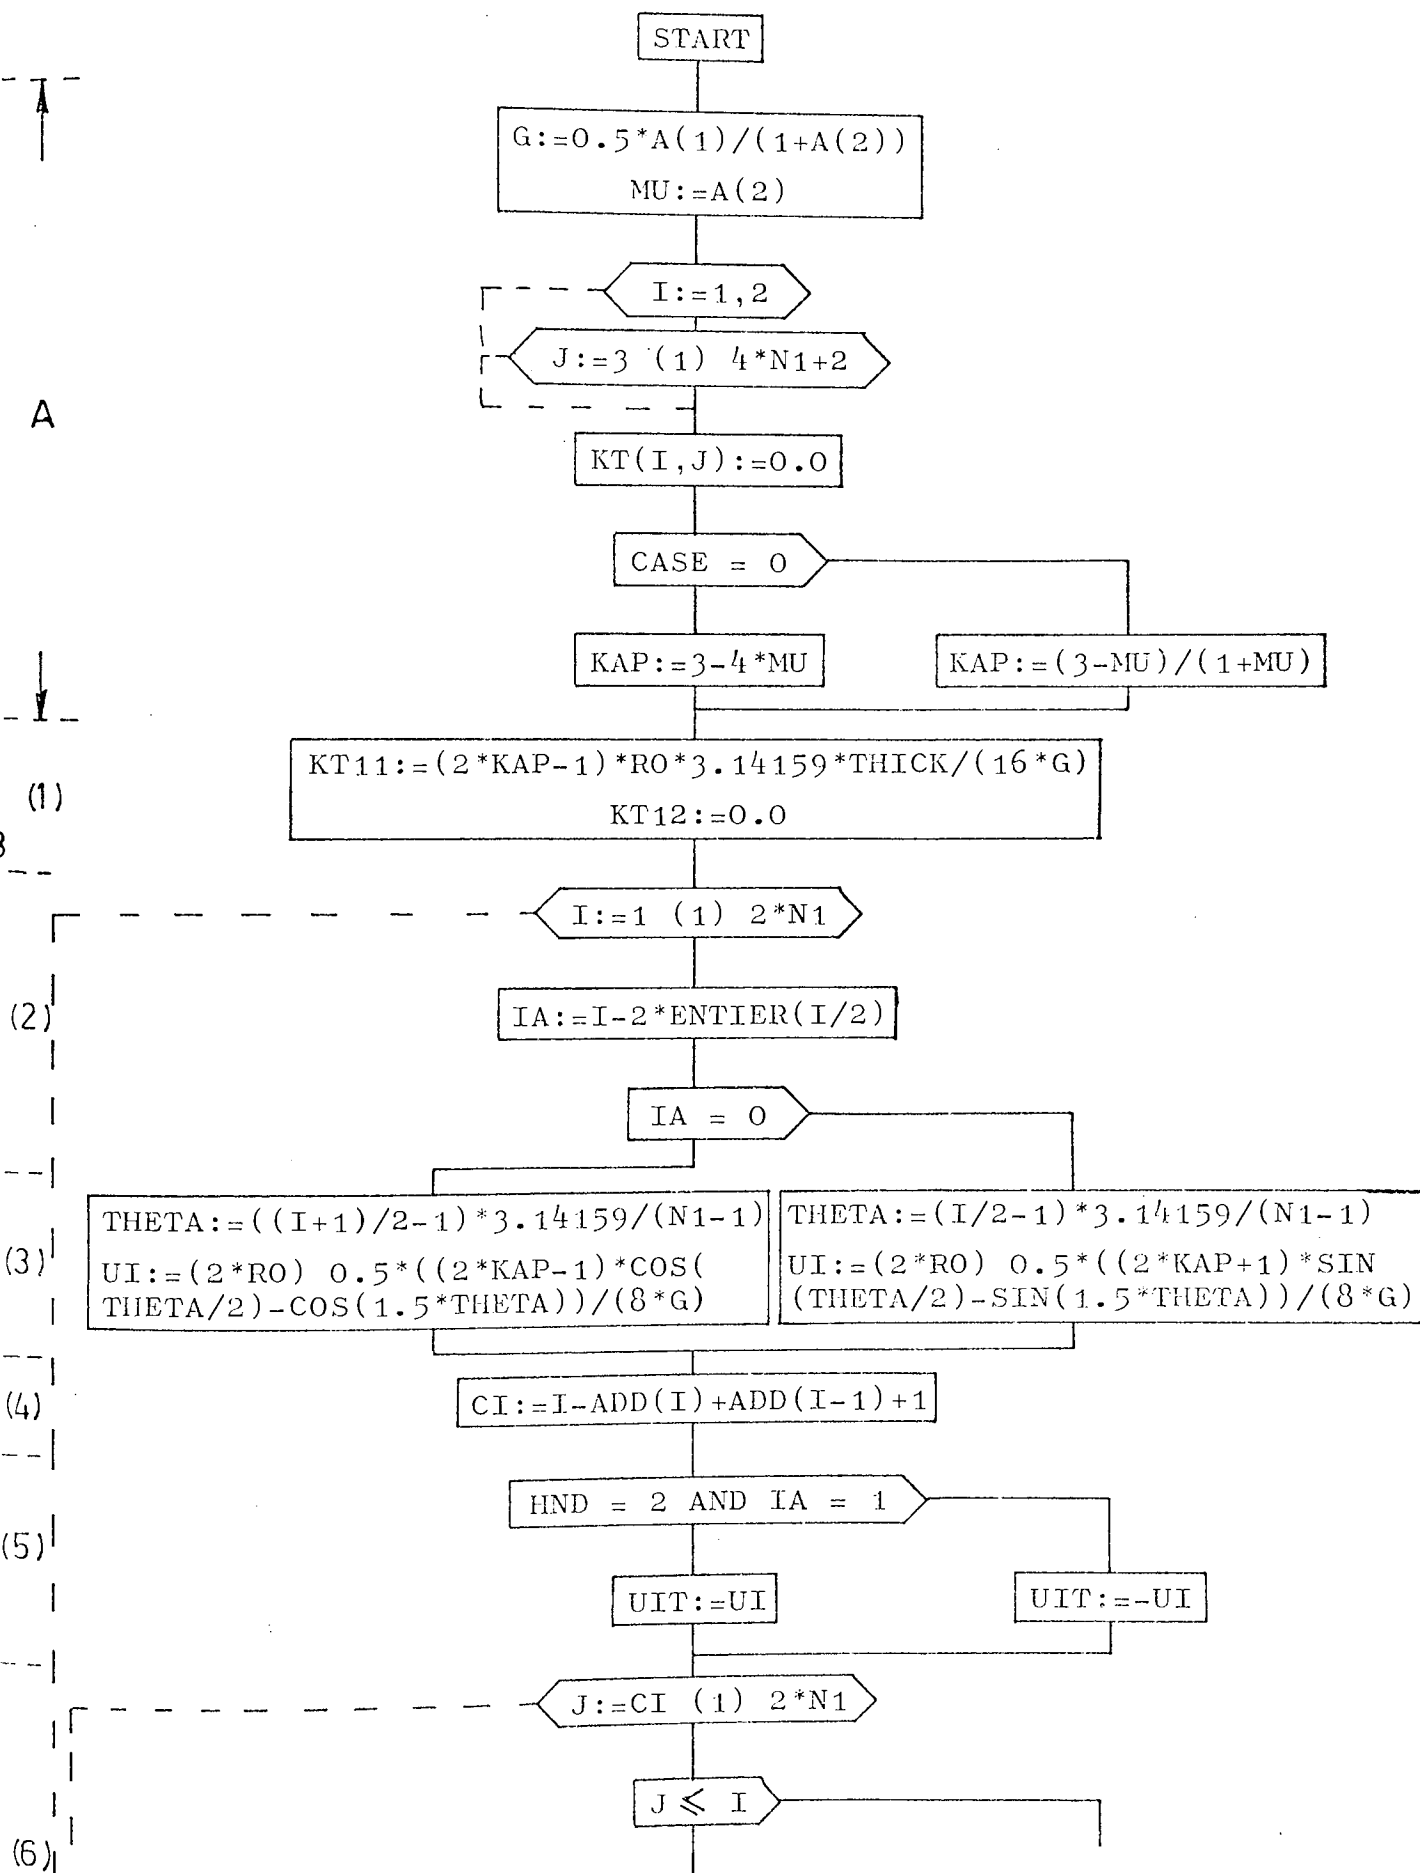 START
G:=0.5*A(1)/(1+A(2))
MU:=A(2)
I:=1,2
J:=3 (1) 4*N1+2
A
KT(I,J):=0.0
CASE = 0
KAP:=3-4*MU
KAP:=(3-MU)/(1+MU)
(1)
KT11:=(2*KAP-1)*RO*3.14159*THICK/(16*G)
KT12:=0.0
I:=1 (1) 2*N1
(2)
IA:=I-2*ENTIER(I/2)
IA = 0
(3)
THETA:=((I+1)/2-1)*3.14159/(N1-1)
UI:=(2*RO) 0.5*((2*KAP-1)*COS(
THETA/2)-COS(1.5*THETA))/(8*G)
THETA:=(I/2-1)*3.14159/(N1-1)
UI:=(2*RO) 0.5*((2*KAP+1)*SIN
(THETA/2)-SIN(1.5*THETA))/(8*G)
(4)
CI:=I-ADD(I)+ADD(I-1)+1
HND = 2 AND IA = 1
(5)
UIT:=UI
UIT:=-UI
J:=CI (1) 2*N1
J ≤ I
(6)